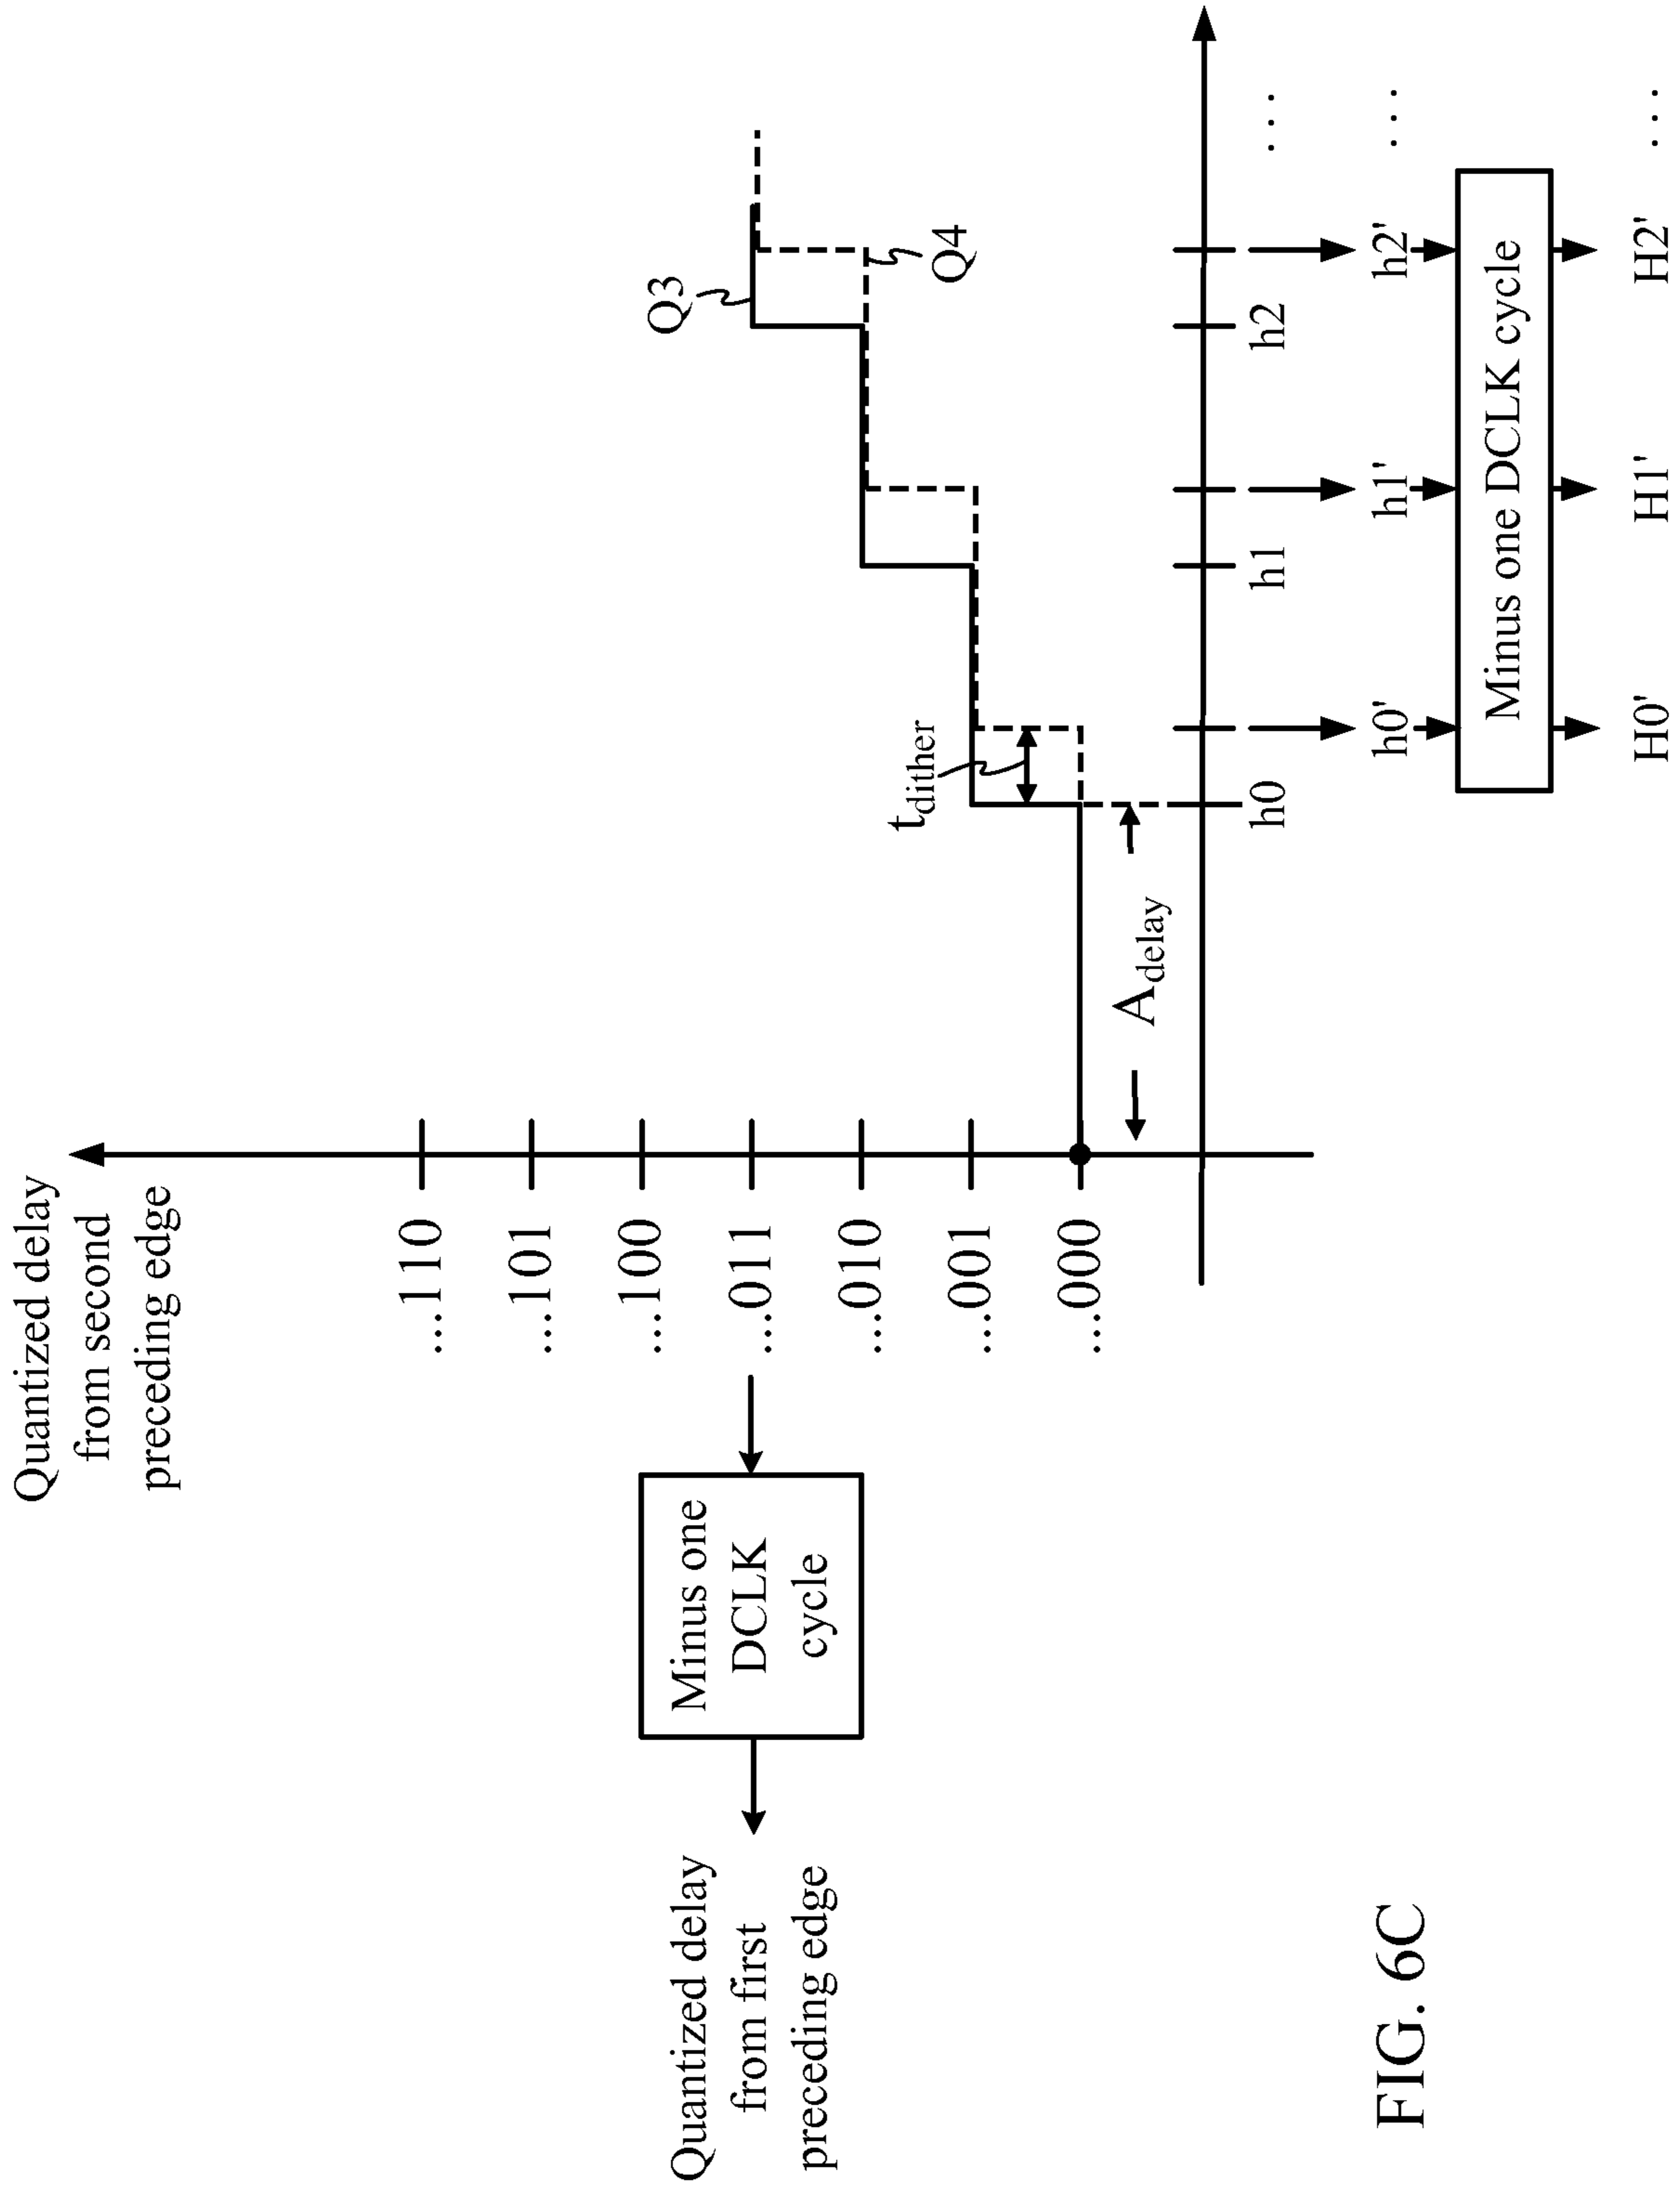 Quantized delay
from second
preceding edge
....110
....101
....100
....011
....010
....001
....000
Minus one
DCLK
cycle
Quantized delay
from first
preceding edge
Q3
Q4
tdither
Adelay
h0
h1
h2
...
h0'
h1'
h2'
...
Minus one DCLK cycle
H0'
H1'
H2'
...
FIG. 6C